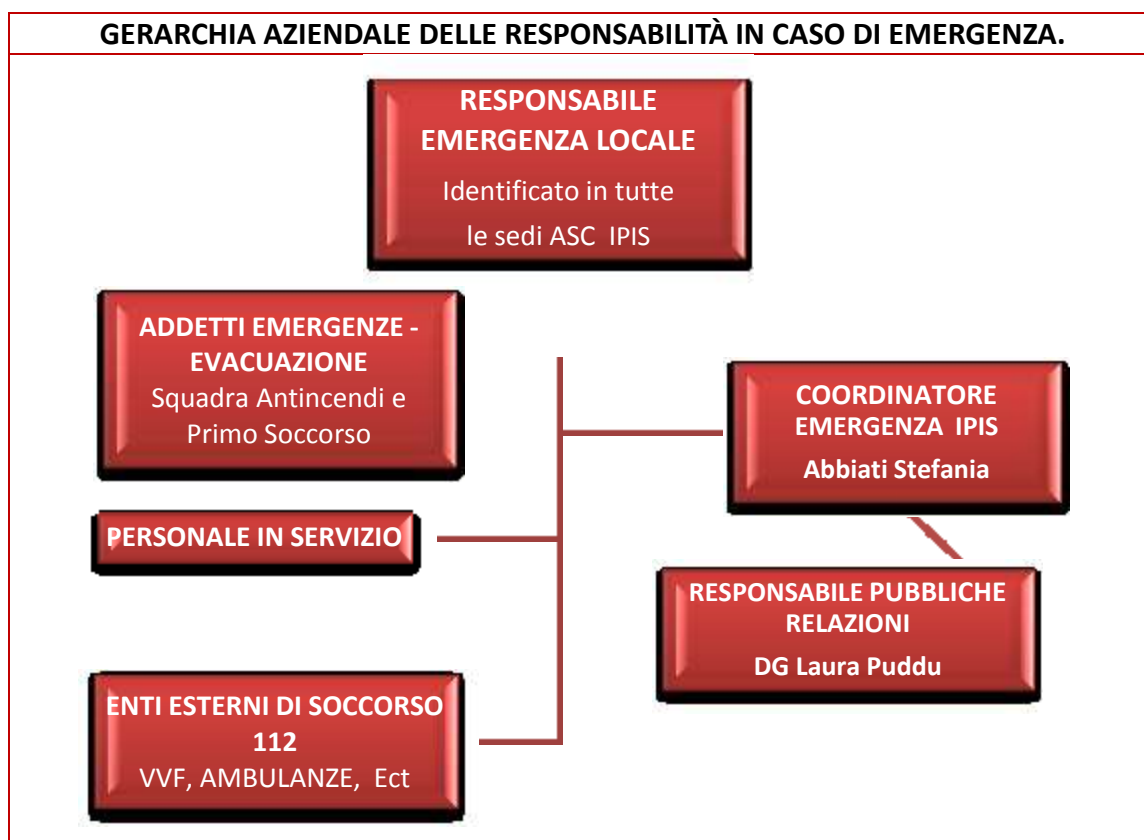 GERARCHIA AZIENDALE DELLE RESPONSABILITÀ IN CASO DI EMERGENZA.
RESPONSABILE
EMERGENZA LOCALE
Identificato in tutte
le sedi ASC IPIS
ADDETTI EMERGENZE -
EVACUAZIONE
Squadra Antincendi e
Primo Soccorso
COORDINATORE
EMERGENZA IPIS
Abbiati Stefania
PERSONALE IN SERVIZIO
RESPONSABILE PUBBLICHE
RELAZIONI
DG Laura Puddu
ENTI ESTERNI DI SOCCORSO
112
VVF, AMBULANZE, Ect